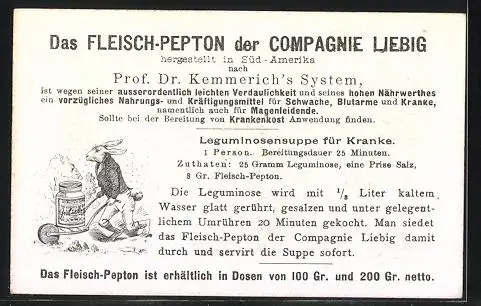 Das FLEISCH-PEPTON der COMPAGNIE LIEBIG
hergestellt in Süd-Amerika
nach
Prof. Dr. Kemmerich's System,
ist wegen seiner ausserordentlich leichten Verdaulichkeit und seines hohen Nährwerthes
ein vorzügliches Nahrungs- und Kräftigungsmittel für Schwache, Blutarme und Kranke,
namentlich auch für Magenleidende.
Sollte bei der Bereitung von Krankenkost Anwendung finden.
Leguminosensuppe für Kranke.
1 Person. Bereitungsdauer 25 Minuten.
Zuthaten: 25 Gramm Leguminose, eine Prise Salz,
8 Gr. Fleisch-Pepton.
Die Leguminose wird mit 1/2 Liter kaltem
Wasser glatt gerührt, gesalzen und unter gelegent-
lichem Umrühren 20 Minuten gekocht. Man siedet
das Fleisch-Pepton der Compagnie Liebig damit
durch und servirt die Suppe sofort.
Das Fleisch-Pepton ist erhältlich in Dosen von 100 Gr. und 200 Gr. netto.